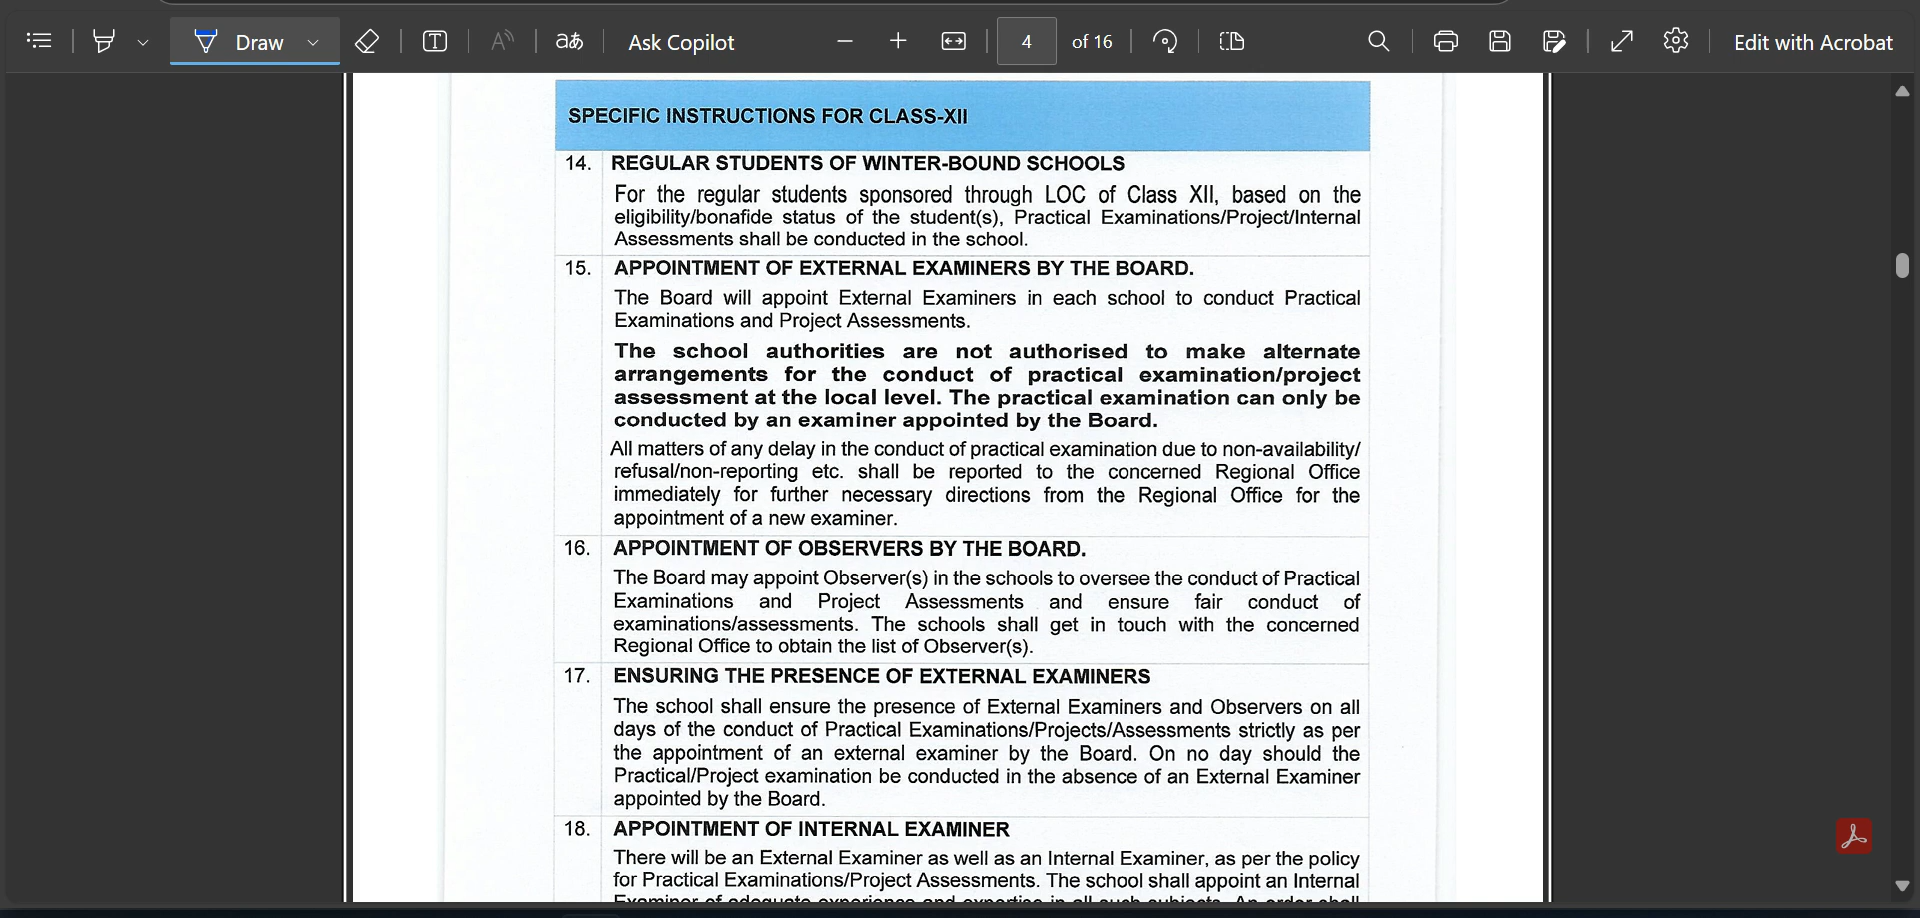 Draw
aあ
Ask Copilot
4 of 16
Edit with Acrobat
SPECIFIC INSTRUCTIONS FOR CLASS-XII
14. REGULAR STUDENTS OF WINTER-BOUND SCHOOLS
For the regular students sponsored through LOC of Class XII, based on the
eligibility/bonafide status of the student(s), Practical Examinations/Project/Internal
Assessments shall be conducted in the school.
15. APPOINTMENT OF EXTERNAL EXAMINERS BY THE BOARD.
The Board will appoint External Examiners in each school to conduct Practical
Examinations and Project Assessments.
The school authorities are not authorised to make alternate
arrangements for the conduct of practical examination/project
assessment at the local level. The practical examination can only be
conducted by an examiner appointed by the Board.
All matters of any delay in the conduct of practical examination due to non-availability/
refusal/non-reporting etc. shall be reported to the concerned Regional Office
immediately for further necessary directions from the Regional Office for the
appointment of a new examiner.
16. APPOINTMENT OF OBSERVERS BY THE BOARD.
The Board may appoint Observer(s) in the schools to oversee the conduct of Practical
Examinations and Project Assessments and ensure fair conduct of
examinations/assessments. The schools shall get in touch with the concerned
Regional Office to obtain the list of Observer(s).
17. ENSURING THE PRESENCE OF EXTERNAL EXAMINERS
The school shall ensure the presence of External Examiners and Observers on all
days of the conduct of Practical Examinations/Projects/Assessments strictly as per
the appointment of an external examiner by the Board. On no day should the
Practical/Project examination be conducted in the absence of an External Examiner
appointed by the Board.
18. APPOINTMENT OF INTERNAL EXAMINER
There will be an External Examiner as well as an Internal Examiner, as per the policy
for Practical Examinations/Project Assessments. The school shall appoint an Internal
Examiner of adequate experience and expertise in all such subjects. An order shall